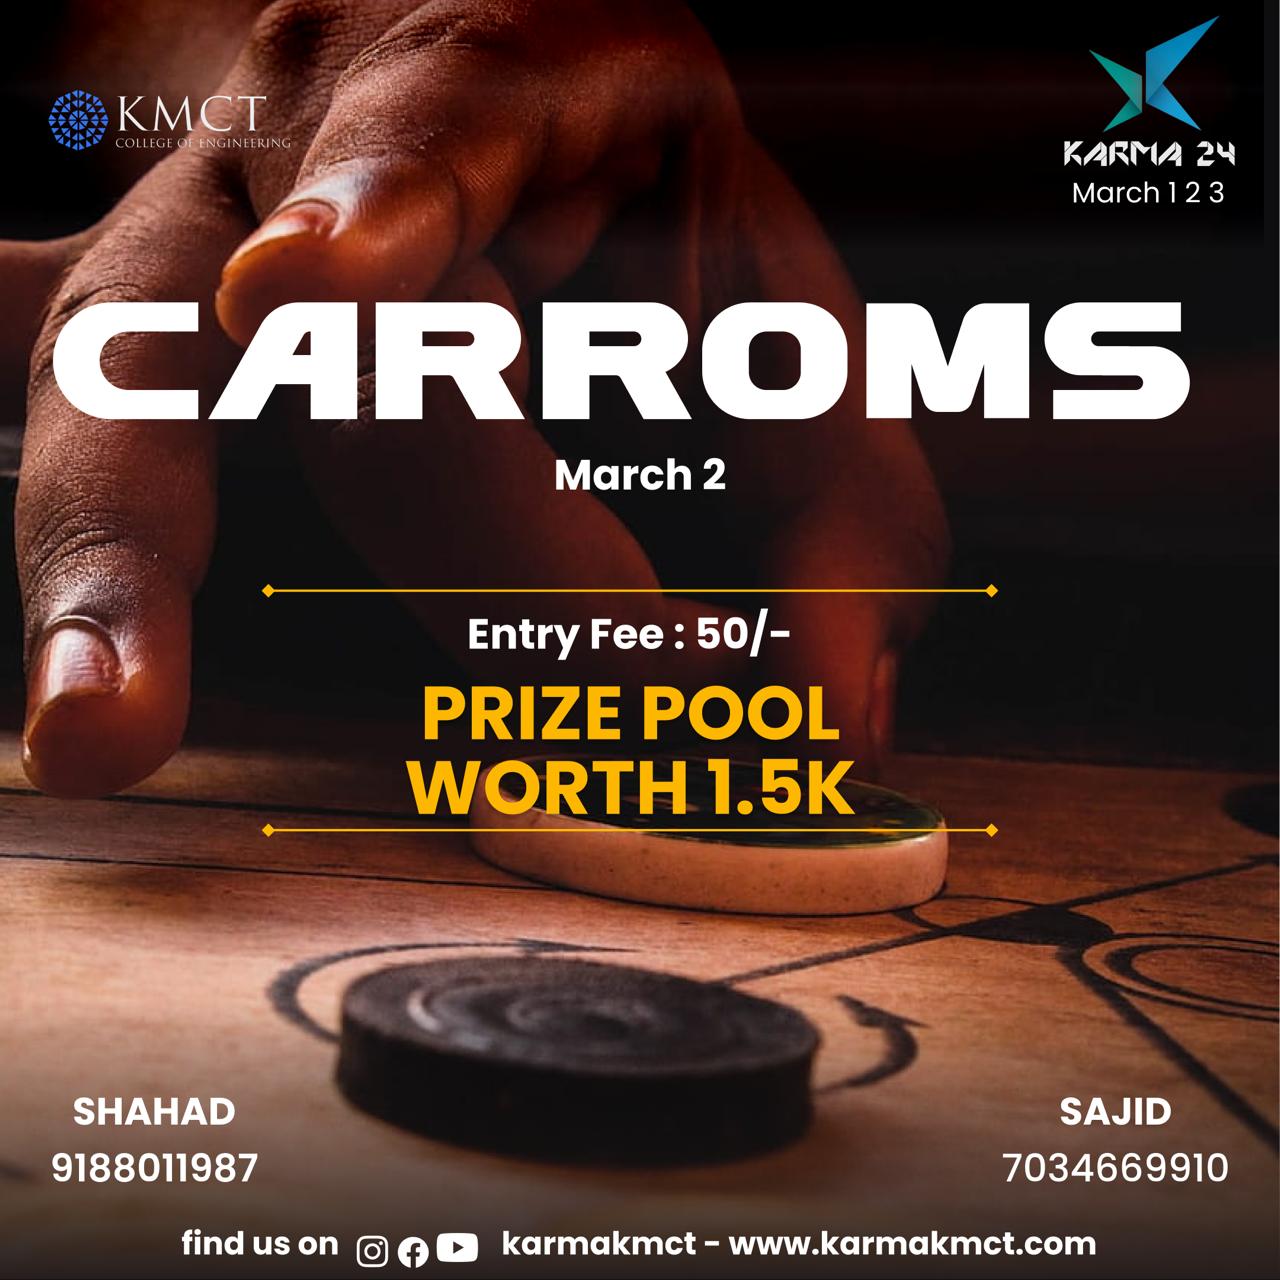 KMCT
COLLEGE OF ENGINEERING
KARMA 24
March 1 2 3
CARROMS
March 2
Entry Fee : 50/-
PRIZE POOL
WORTH 1.5K
SHAHAD
9188011987
SAJID
7034669910
find us on karmakmct - www.karmakmct.com